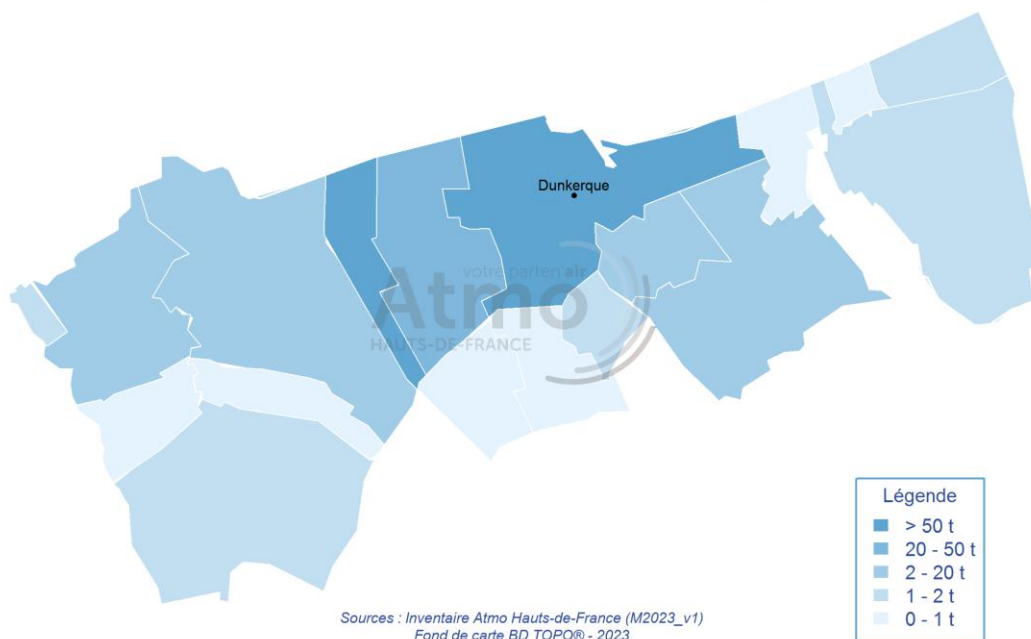 Dunkerque
votre parten'air
Atmo
HAUTS-DE-FRANCE
Légende
> 50 t
20 - 50 t
2 - 20 t
1 - 2 t
0 - 1 t
Sources : Inventaire Atmo Hauts-de-France (M2023_v1)
Fond de carte BD TOPO® - 2023